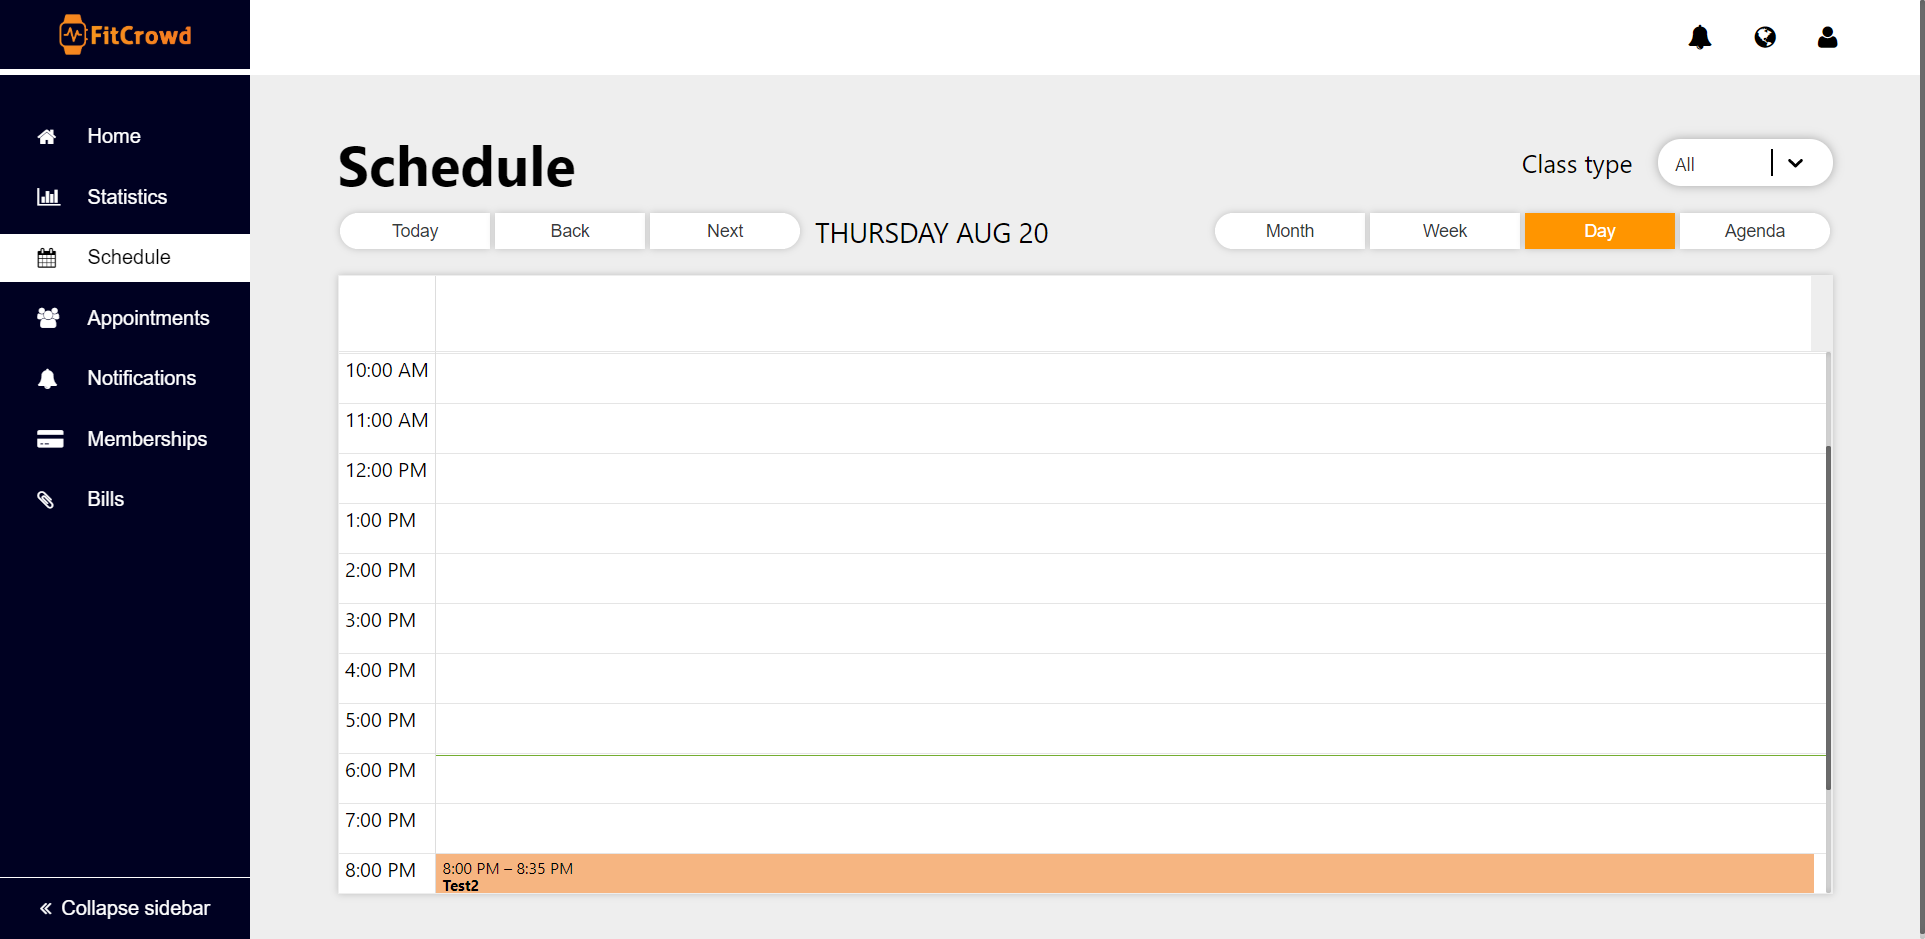 FitCrowd
Home
Statistics
Schedule
Appointments
Notifications
Memberships
Bills
Collapse sidebar
Schedule
Class type
All
Today
Back
Next
THURSDAY AUG 20
Month
Week
Day
Agenda
10:00 AM
11:00 AM
12:00 PM
1:00 PM
2:00 PM
3:00 PM
4:00 PM
5:00 PM
6:00 PM
7:00 PM
8:00 PM
8:00 PM – 8:35 PM
Test2